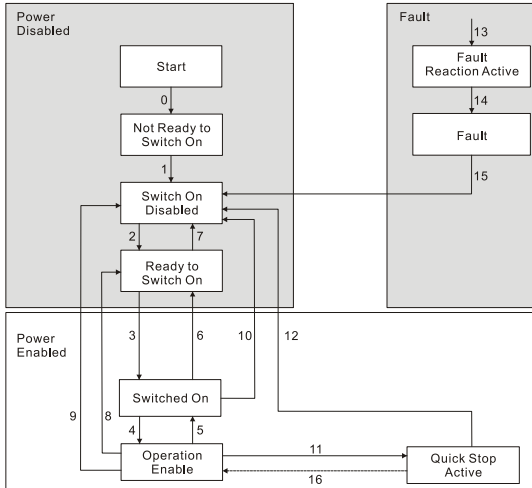 Power
Disabled
Fault
Start
13
Fault
Reaction Active
0
14
Not Ready to
Switch On
Fault
1
15
Switch On
Disabled
2
7
Ready to
Switch On
Power
Enabled
3
6
10
12
Switched On
9
8
4
5
Operation
Enable
11
16
Quick Stop
Active